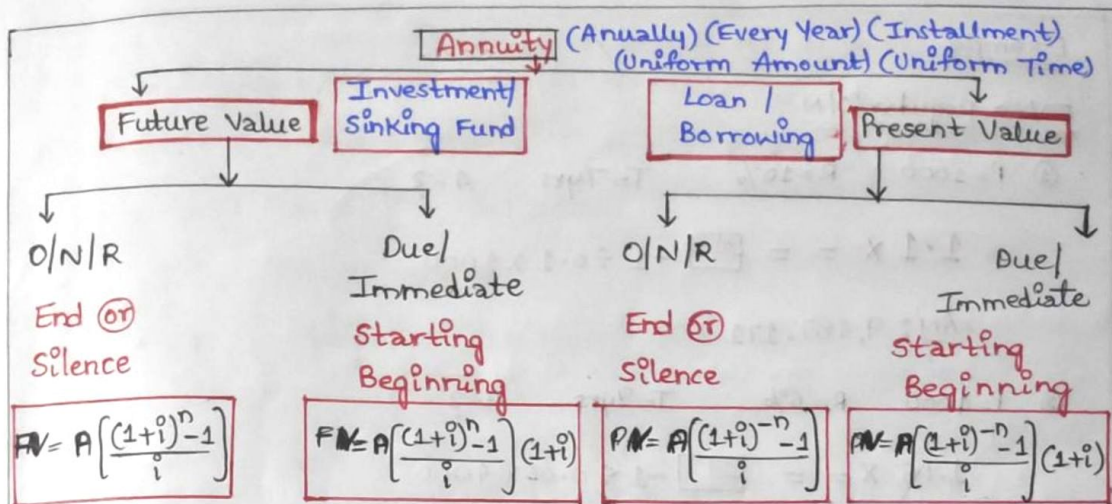 Annuity (Anually) (Every Year) (Installment)
(Uniform Amount) (Uniform Time)
Future Value
Investment/
Sinking Fund
Loan /
Borrowing
Present Value
O/N/R
End or
Silence
FV = A[((1+i)^n - 1)/i]
Due/
Immediate
Starting
Beginning
FV = A[((1+i)^n - 1)/i] (1+i)
O/N/R
End or
Silence
PV = A[((1+i)^-n - 1)/i]
Due/
Immediate
Starting
Beginning
PV = A[((1+i)^-n - 1)/i] (1+i)